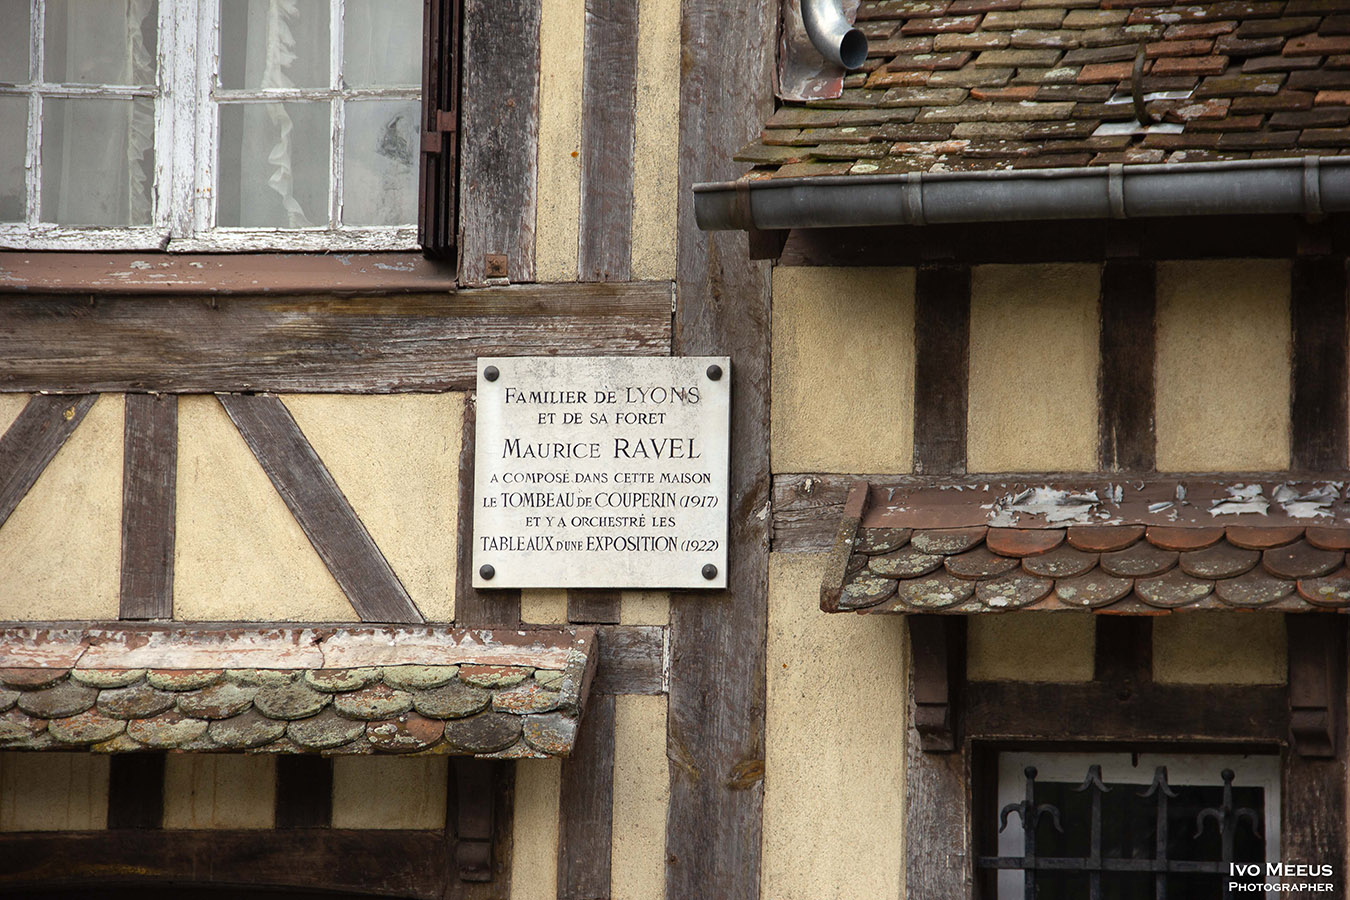 FAMILIER DE LYONS
ET DE SA FORET
MAURICE RAVEL
A COMPOSÉ DANS CETTE MAISON
LE TOMBEAU DE COUPERIN (1917)
ET Y A ORCHESTRÉ LES
TABLEAUX D'UNE EXPOSITION (1922)
IVO MEEUS
PHOTOGRAPHER